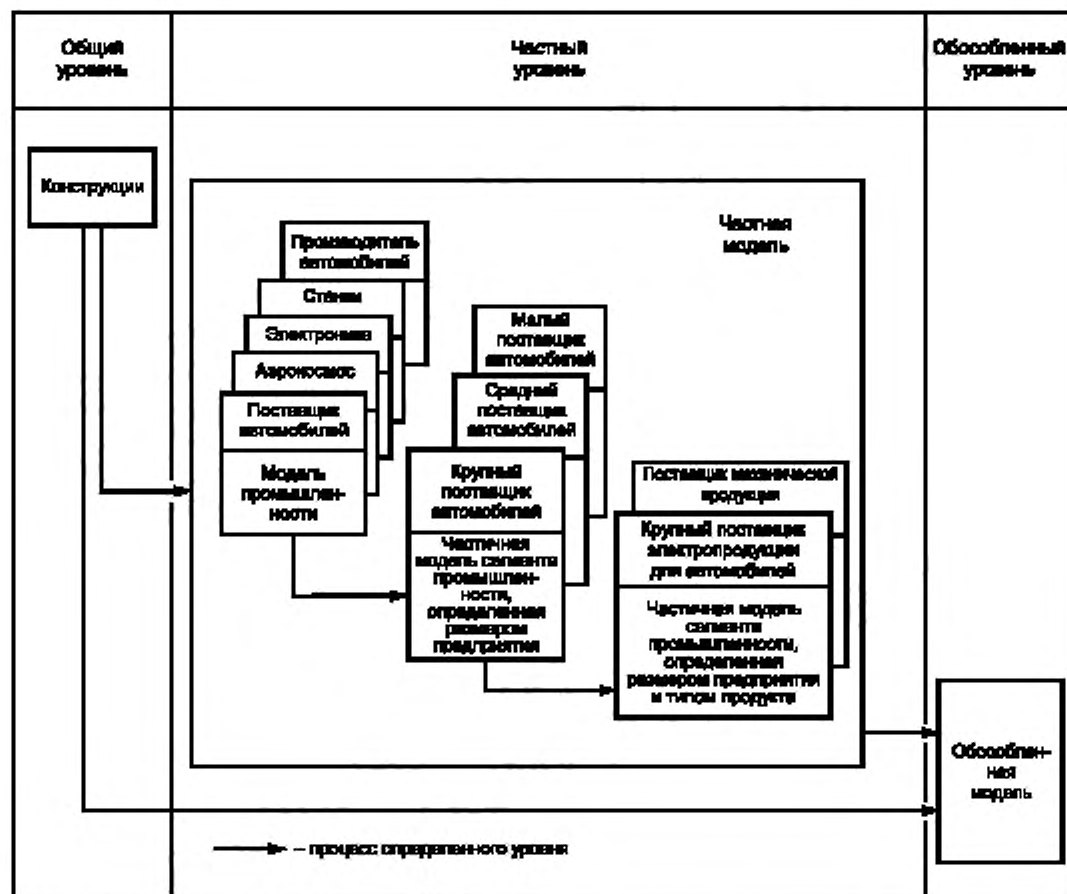 Общий
уровень
Частный
уровень
Обособленный
уровень
Конструкции
Частная
модель
Производитель
автомобилей
Станки
Электроника
Аэрокосмос
Поставщик
автомобилей
Модель
промышлен-
ности
Малый
поставщик
автомобилей
Средний
поставщик
автомобилей
Крупный
поставщик
автомобилей
Частичная
модель сегмента
промышлен-
ности,
определенная
размером
предприятия
Поставщик механической
продукции
Крупный поставщик
электропродукции
для автомобилей
Частичная модель
сегмента
промышленности,
определенная
размером предприятия
и типом продукта
Обособлен-
ная
модель
– процесс определенного уровня